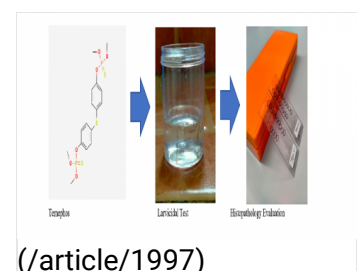 Temephos
Larvicidal Test
Histopathology Evaluation
(/article/1997)